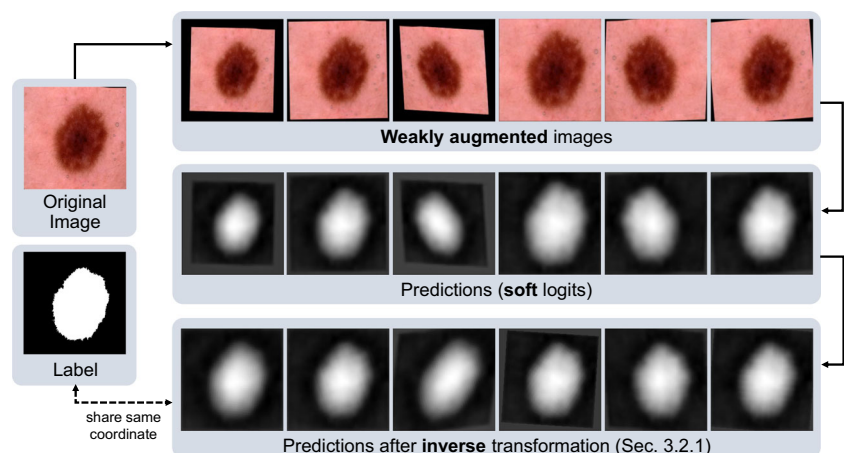 Weakly augmented images
Original
Image
Predictions (soft logits)
Label
share same
coordinate
Predictions after inverse transformation (Sec. 3.2.1)